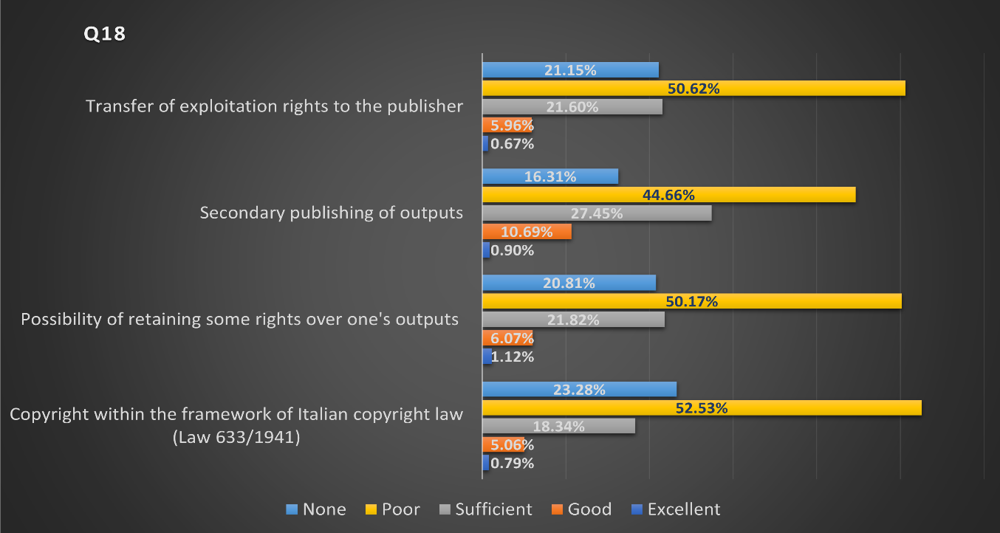 Q18
21.15%
50.62%
Transfer of exploitation rights to the publisher
21.60%
5.96%
0.67%
16.31%
44.66%
Secondary publishing of outputs
27.45%
10.69%
0.90%
20.81%
50.17%
Possibility of retaining some rights over one's outputs
21.82%
6.07%
1.12%
23.28%
52.53%
Copyright within the framework of Italian copyright law
(Law 633/1941)
18.34%
5.06%
0.79%
None Poor Sufficient Good Excellent